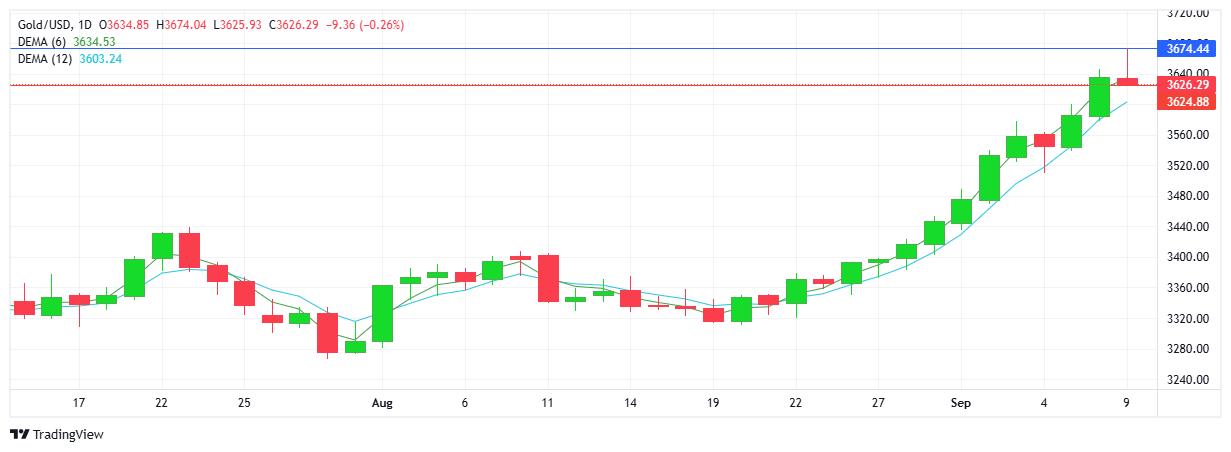 Gold/USD, 1D O3634.85 H3674.04 L3625.93 C3626.29 −9.36 (−0.26%)
DEMA (6) 3634.53
DEMA (12) 3603.24
3720.00
3674.44
3640.00
3626.29
3624.88
3560.00
3520.00
3480.00
3440.00
3400.00
3360.00
3320.00
3280.00
3240.00
17 22 25 Aug 6 11 14 19 22 27 Sep 4 9
TradingView